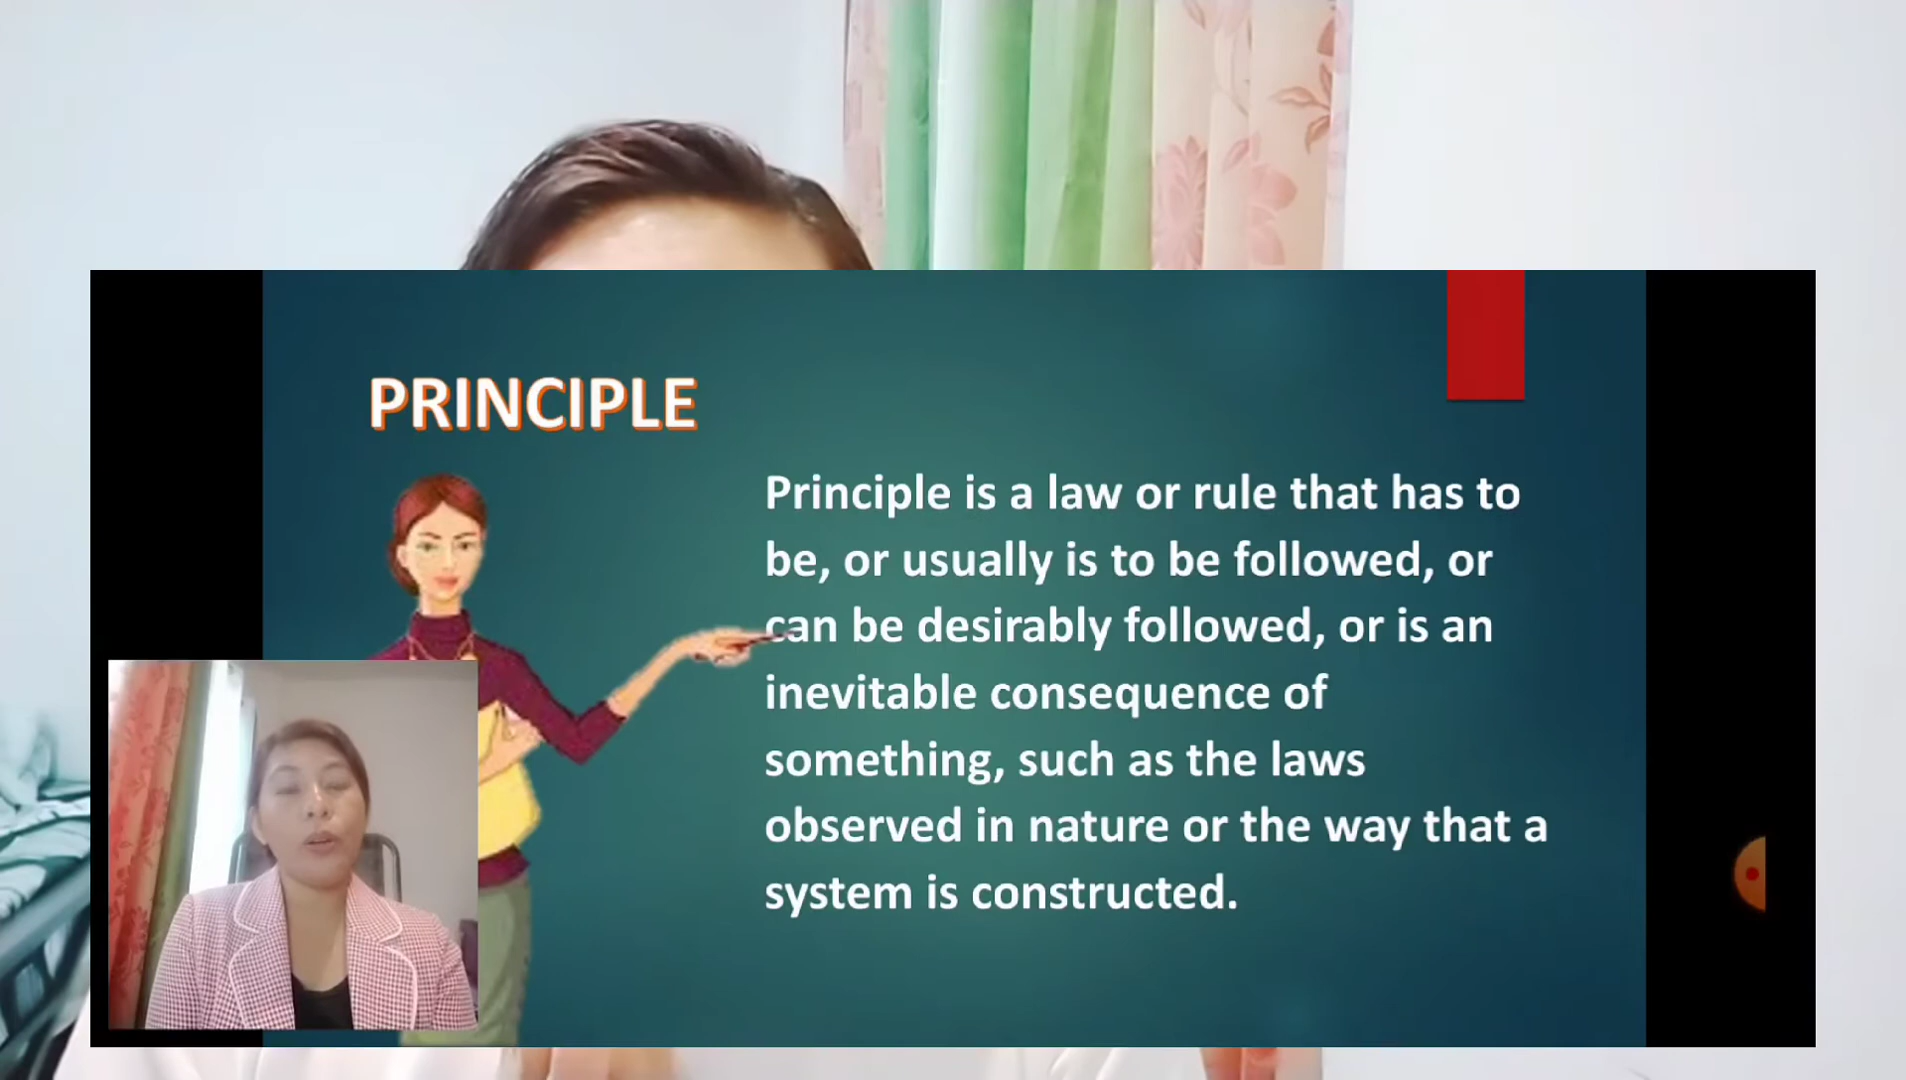 PRINCIPLE
Principle is a law or rule that has to
be, or usually is to be followed, or
can be desirably followed, or is an
inevitable consequence of
something, such as the laws
observed in nature or the way that a
system is constructed.